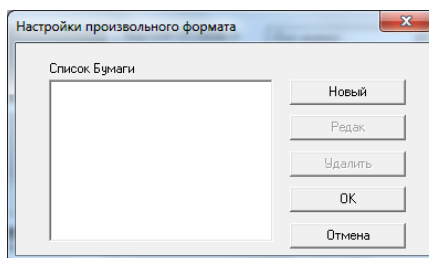 Настройки произвольного формата
Список Бумаги
Новый
Редак
Удалить
OK
Отмена